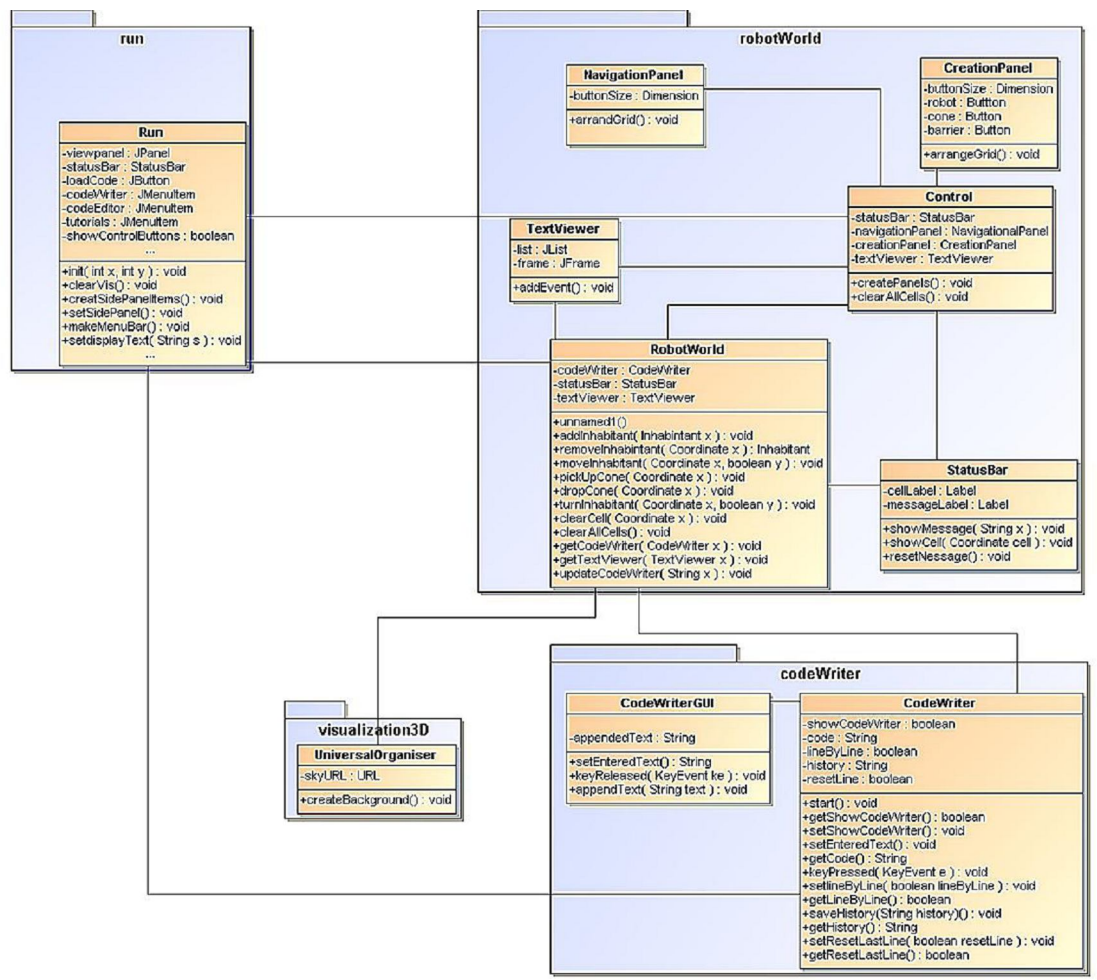 run
Run
-viewpanel : JPanel
-statusBar : StatusBar
-loadCode : JButton
-codeWriter : JMenuItem
-codeEditor : JMenuItem
-tutorials : JMenuItem
-showControlButtons : boolean
...
+init( int x, int y ) : void
+clearVis() : void
+creatSidePanelItems() : void
+setSidePanel() : void
+makeMenuBar() : void
+setdisplayText( String s ) : void
...
robotWorld
NavigationPanel
-buttonSize : Dimension
+arrandGrid() : void
CreationPanel
-buttonSize : Dimension
-robot : Buttton
-cone : Button
-barrier : Button
+arrangeGrid() : void
Control
-statusBar : StatusBar
-navigationPanel : NavigationalPanel
-creationPanel : CreationPanel
-textViewer : TextViewer
+createPanels() : void
+clearAllCells() : void
TextViewer
-list : JList
-frame : JFrame
+addEvent() : void
RobotWorld
-codeWriter : CodeWriter
-statusBar : StatusBar
-textViewer : TextViewer
+unnamed1()
+addInhabitant( Inhabintant x ) : void
+removeInhabintant( Coordinate x ) : Inhabitant
+moveInhabitant( Coordinate x, boolean y ) : void
+pickUpCone( Coordinate x ) : void
+dropCone( Coordinate x ) : void
+turnInhabitant( Coordinate x, boolean y ) : void
+clearCell( Coordinate x ) : void
+clearAllCells() : void
+getCodeWriter( CodeWriter x ) : void
+getTextViewer( TextViewer x ) : void
+updateCodeWriter( String x ) : void
StatusBar
-cellLabel : Label
-messageLabel : Label
+showMessage( String x ) : void
+showCell( Coordinate cell ) : void
+resetNessage() : void
visualization3D
UniversalOrganiser
-skyURL : URL
+createBackground() : void
codeWriter
CodeWriterGUI
-appendedText : String
+setEnteredText() : String
+keyReleased( KeyEvent ke ) : void
+appendText( String text ) : void
CodeWriter
-showCodeWriter : boolean
-code : String
-lineByLine : boolean
-history : String
-resetLine : boolean
+start() : void
+getShowCodeWriter() : boolean
+setShowCodeWriter() : void
+setEnteredText() : void
+getCode() : String
+keyPressed( KeyEvent e ) : void
+setlineByLine( boolean lineByLine ) : void
+getLineByLine() : boolean
+saveHistory(String history)() : void
+getHistory() : String
+setResetLastLine( boolean resetLine ) : void
+getResetLastLine() : boolean